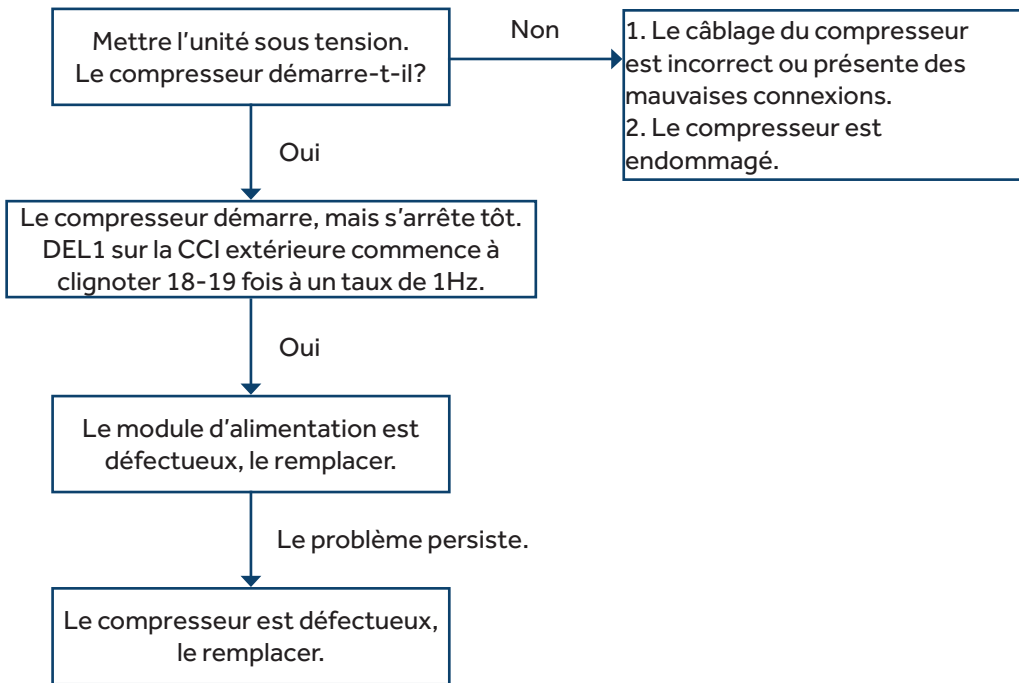 Mettre l'unité sous tension.
Le compresseur démarre-t-il?
Non
1. Le câblage du compresseur
est incorrect ou présente des
mauvaises connexions.
2. Le compresseur est
endommagé.
Oui
Le compresseur démarre, mais s'arrête tôt.
DEL1 sur la CCI extérieure commence à
clignoter 18-19 fois à un taux de 1Hz.
Oui
Le module d'alimentation est
défectueux, le remplacer.
Le problème persiste.
Le compresseur est défectueux,
le remplacer.